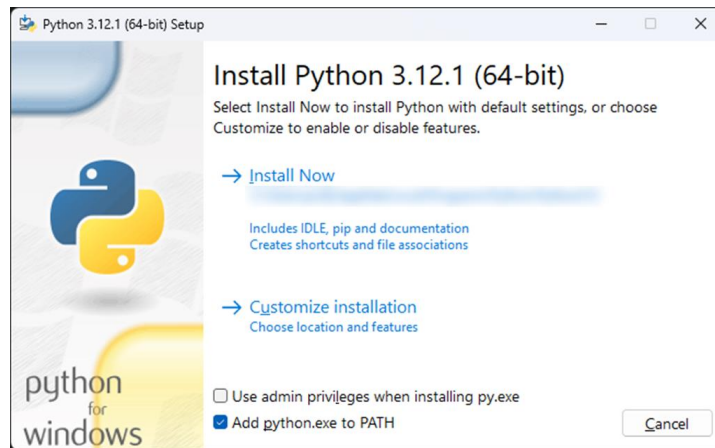 Python 3.12.1 (64-bit) Setup
Install Python 3.12.1 (64-bit)
Select Install Now to install Python with default settings, or choose
Customize to enable or disable features.
Install Now
Includes IDLE, pip and documentation
Creates shortcuts and file associations
Customize installation
Choose location and features
Use admin privileges when installing py.exe
Add python.exe to PATH
Cancel
python
for
windows